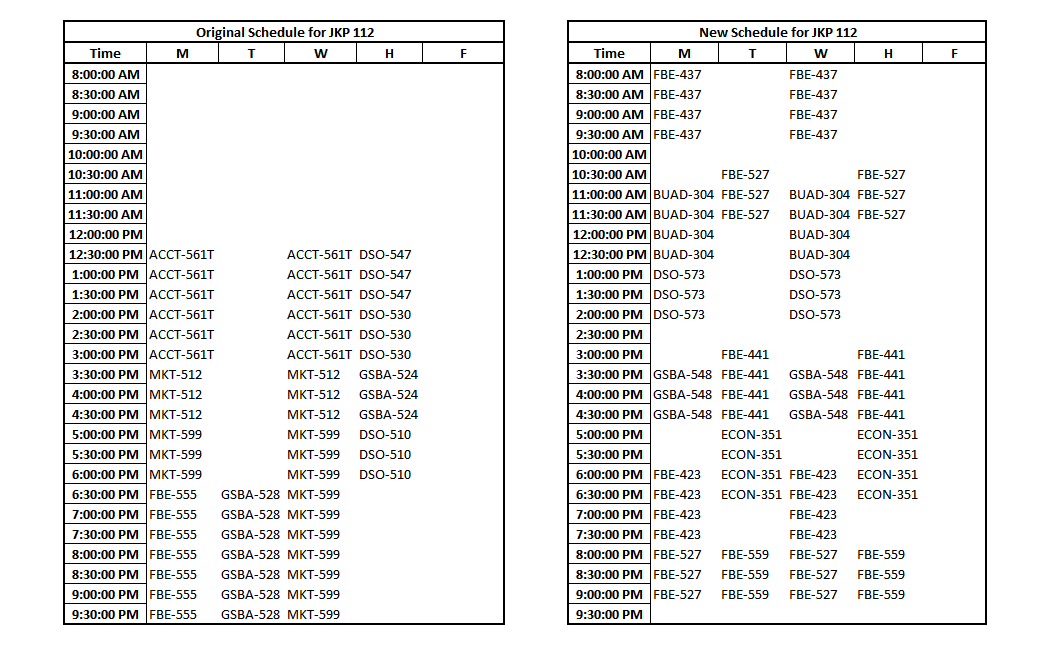 Original Schedule for JKP 112
Time M T W H F
8:00:00 AM
8:30:00 AM
9:00:00 AM
9:30:00 AM
10:00:00 AM
10:30:00 AM
11:00:00 AM
11:30:00 AM
12:00:00 PM
12:30:00 PM ACCT-561T ACCT-561T DSO-547
1:00:00 PM ACCT-561T ACCT-561T DSO-547
1:30:00 PM ACCT-561T ACCT-561T DSO-547
2:00:00 PM ACCT-561T ACCT-561T DSO-530
2:30:00 PM ACCT-561T ACCT-561T DSO-530
3:00:00 PM ACCT-561T ACCT-561T DSO-530
3:30:00 PM MKT-512 MKT-512 GSBA-524
4:00:00 PM MKT-512 MKT-512 GSBA-524
4:30:00 PM MKT-512 MKT-512 GSBA-524
5:00:00 PM MKT-599 MKT-599 DSO-510
5:30:00 PM MKT-599 MKT-599 DSO-510
6:00:00 PM MKT-599 MKT-599 DSO-510
6:30:00 PM FBE-555 GSBA-528 MKT-599
7:00:00 PM FBE-555 GSBA-528 MKT-599
7:30:00 PM FBE-555 GSBA-528 MKT-599
8:00:00 PM FBE-555 GSBA-528 MKT-599
8:30:00 PM FBE-555 GSBA-528 MKT-599
9:00:00 PM FBE-555 GSBA-528 MKT-599
9:30:00 PM FBE-555 GSBA-528 MKT-599
New Schedule for JKP 112
Time M T W H F
8:00:00 AM FBE-437 FBE-437
8:30:00 AM FBE-437 FBE-437
9:00:00 AM FBE-437 FBE-437
9:30:00 AM FBE-437 FBE-437
10:00:00 AM
10:30:00 AM FBE-527 FBE-527
11:00:00 AM BUAD-304 FBE-527 BUAD-304 FBE-527
11:30:00 AM BUAD-304 FBE-527 BUAD-304 FBE-527
12:00:00 PM BUAD-304 BUAD-304
12:30:00 PM BUAD-304 BUAD-304
1:00:00 PM DSO-573 DSO-573
1:30:00 PM DSO-573 DSO-573
2:00:00 PM DSO-573 DSO-573
2:30:00 PM
3:00:00 PM FBE-441 FBE-441
3:30:00 PM GSBA-548 FBE-441 GSBA-548 FBE-441
4:00:00 PM GSBA-548 FBE-441 GSBA-548 FBE-441
4:30:00 PM GSBA-548 FBE-441 GSBA-548 FBE-441
5:00:00 PM ECON-351 ECON-351
5:30:00 PM ECON-351 ECON-351
6:00:00 PM FBE-423 ECON-351 FBE-423 ECON-351
6:30:00 PM FBE-423 ECON-351 FBE-423 ECON-351
7:00:00 PM FBE-423 FBE-423
7:30:00 PM FBE-423 FBE-423
8:00:00 PM FBE-527 FBE-559 FBE-527 FBE-559
8:30:00 PM FBE-527 FBE-559 FBE-527 FBE-559
9:00:00 PM FBE-527 FBE-559 FBE-527 FBE-559
9:30:00 PM